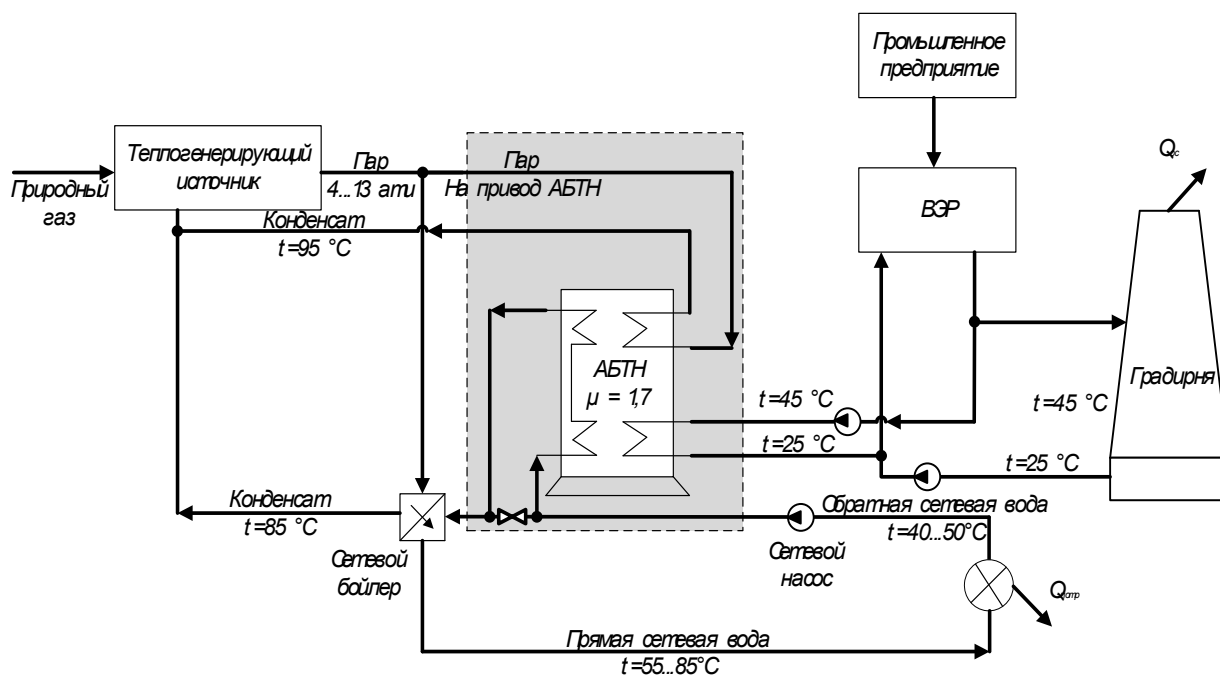 Промышленное
предприятие
Теплогенерирующий
источник
Природный
газ
Пар
4...13 ати
Пар
На привод АБТН
Конденсат
t=95 °C
ВЭР
Qос
АБТН
μ = 1,7
t=45 °C
t=25 °C
Градирня
t=45 °C
t=25 °C
Конденсат
t=85 °C
Сетевой
бойлер
Обратная сетевая вода
t=40...50°C
Сетевой
насос
Qотр
Прямая сетевая вода
t=55...85°C